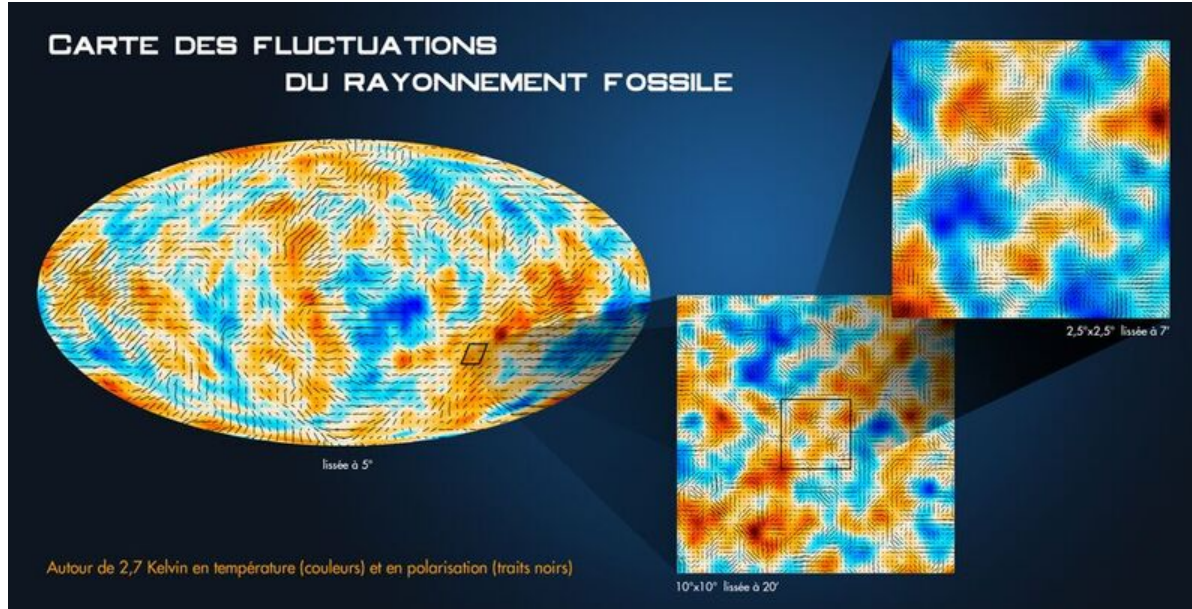 CARTE DES FLUCTUATIONS
DU RAYONNEMENT FOSSILE
2,5°x2,5° lissée à 7'
lissée à 5°
Autour de 2,7 Kelvin en température (couleurs) et en polarisation (traits noirs)
10°x10° lissée à 20'